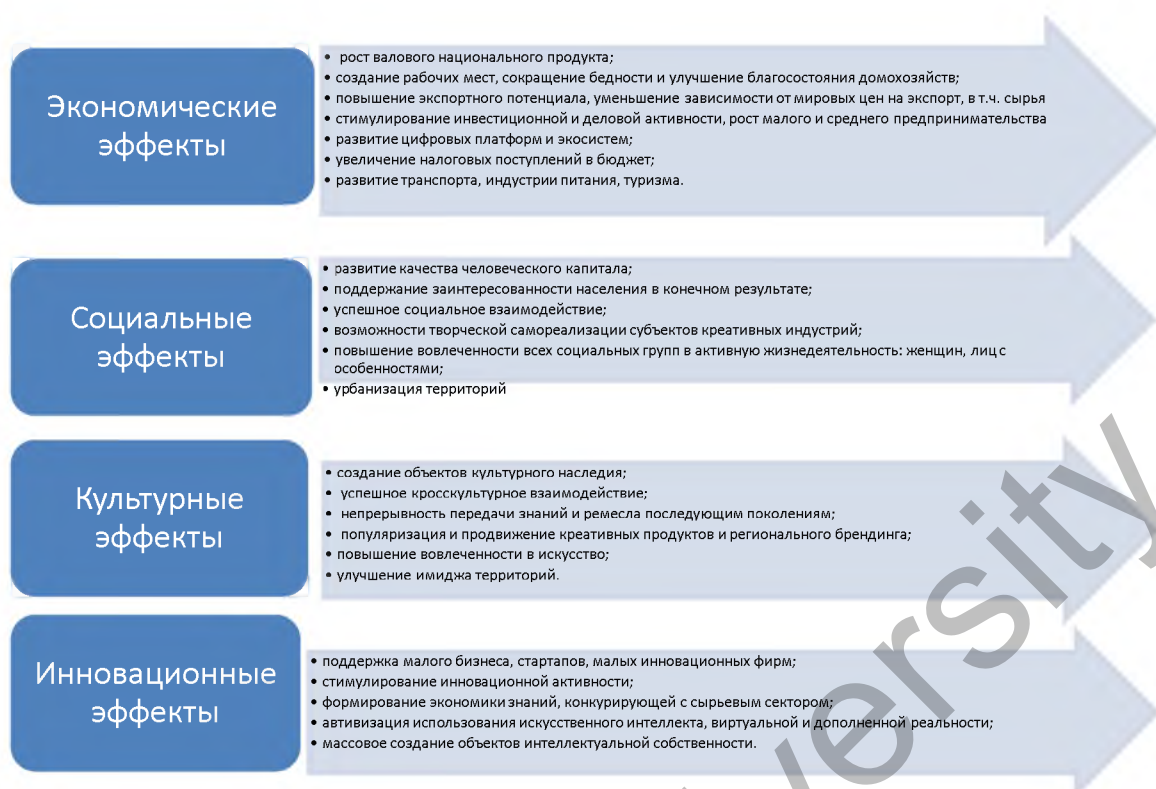 Экономические
эффекты
• рост валового национального продукта;
• создание рабочих мест, сокращение бедности и улучшение благосостояния домохозяйств;
• повышение экспортного потенциала, уменьшение зависимости от мировых цен на экспорт, в т.ч. сырья
• стимулирование инвестиционной и деловой активности, рост малого и среднего предпринимательства
• развитие цифровых платформ и экосистем;
• увеличение налоговых поступлений в бюджет;
• развитие транспорта, индустрии питания, туризма.
Социальные
эффекты
• развитие качества человеческого капитала;
• поддержание заинтересованности населения в конечном результате;
• успешное социальное взаимодействие;
• возможности творческой самореализации субъектов креативных индустрий;
• повышение вовлеченности всех социальных групп в активную жизнедеятельность: женщин, лиц с
особенностями;
• урбанизация территорий
Культурные
эффекты
• создание объектов культурного наследия;
• успешное кросскультурное взаимодействие;
• непрерывность передачи знаний и ремесла последующим поколениям;
• популяризация и продвижение креативных продуктов и регионального брендинга;
• повышение вовлеченности в искусство;
• улучшение имиджа территорий.
Инновационные
эффекты
• поддержка малого бизнеса, стартапов, малых инновационных фирм;
• стимулирование инновационной активности;
• формирование экономики знаний, конкурирующей с сырьевым сектором;
• автивизация использования искусственного интеллекта, виртуальной и дополненной реальности;
• массовое создание объектов интеллектуальной собственности.
versity